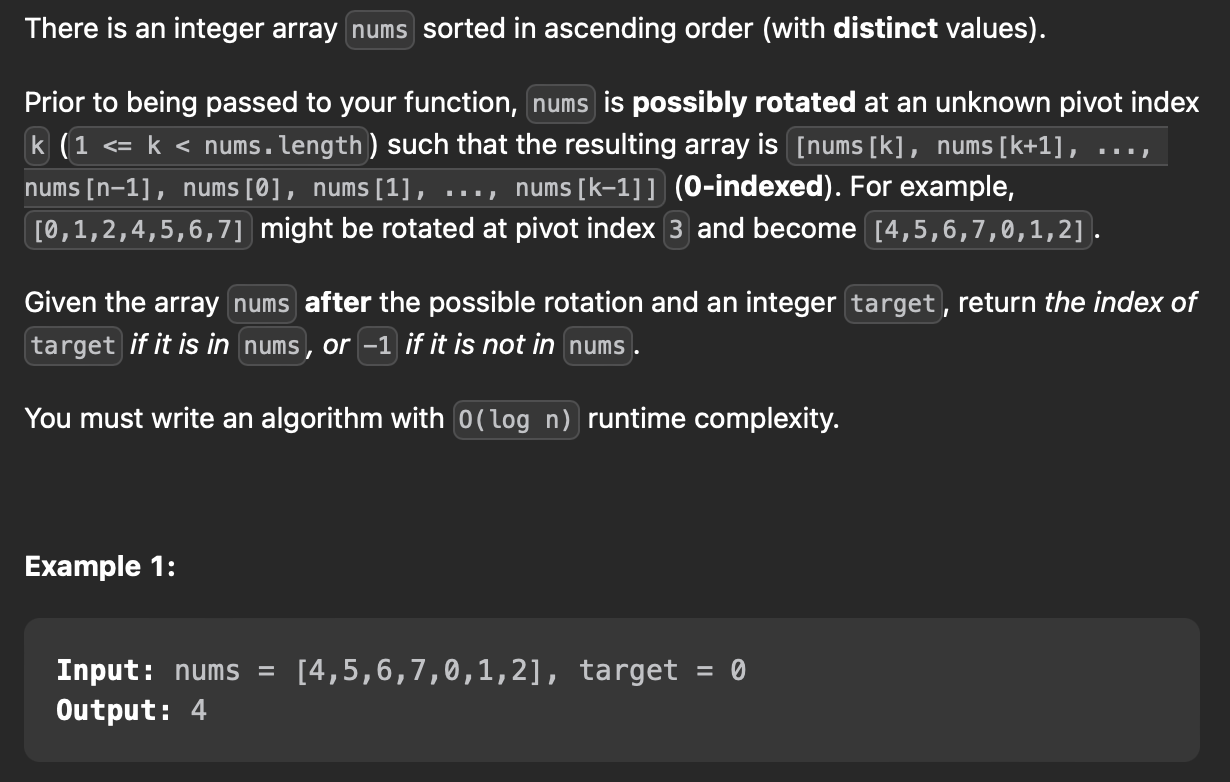 There is an integer array nums sorted in ascending order (with distinct values).
Prior to being passed to your function, nums is possibly rotated at an unknown pivot index
k (1 <= k < nums.length) such that the resulting array is [nums[k], nums[k+1], ...,
nums[n-1], nums[0], nums[1], ..., nums[k-1]] (0-indexed). For example,
[0,1,2,4,5,6,7] might be rotated at pivot index 3 and become [4,5,6,7,0,1,2].
Given the array nums after the possible rotation and an integer target, return the index of
target if it is in nums, or -1 if it is not in nums.
You must write an algorithm with O(log n) runtime complexity.
Example 1:
Input: nums = [4,5,6,7,0,1,2], target = 0
Output: 4